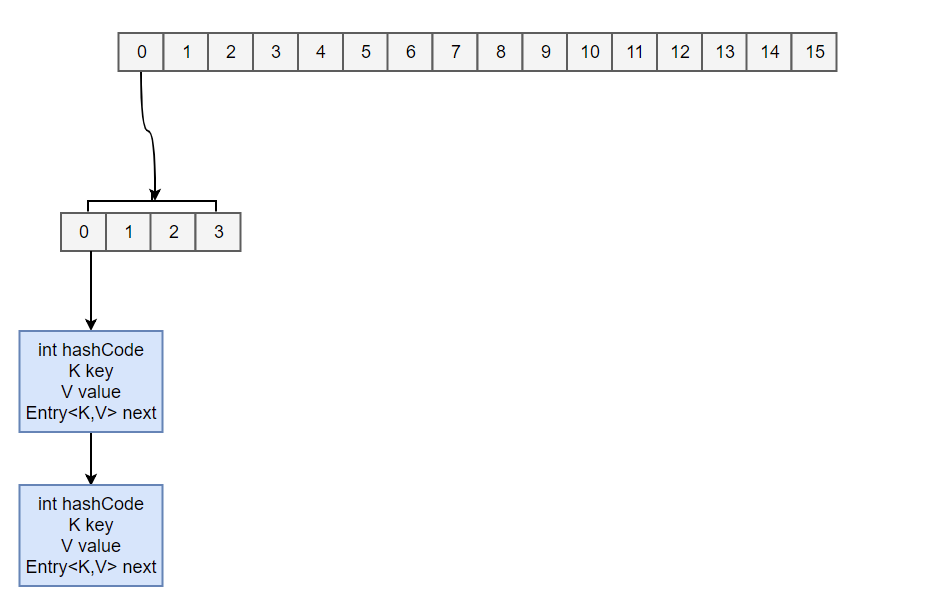 0 1 2 3 4 5 6 7 8 9 10 11 12 13 14 15
0 1 2 3
int hashCode
K key
V value
Entry<K,V> next
int hashCode
K key
V value
Entry<K,V> next